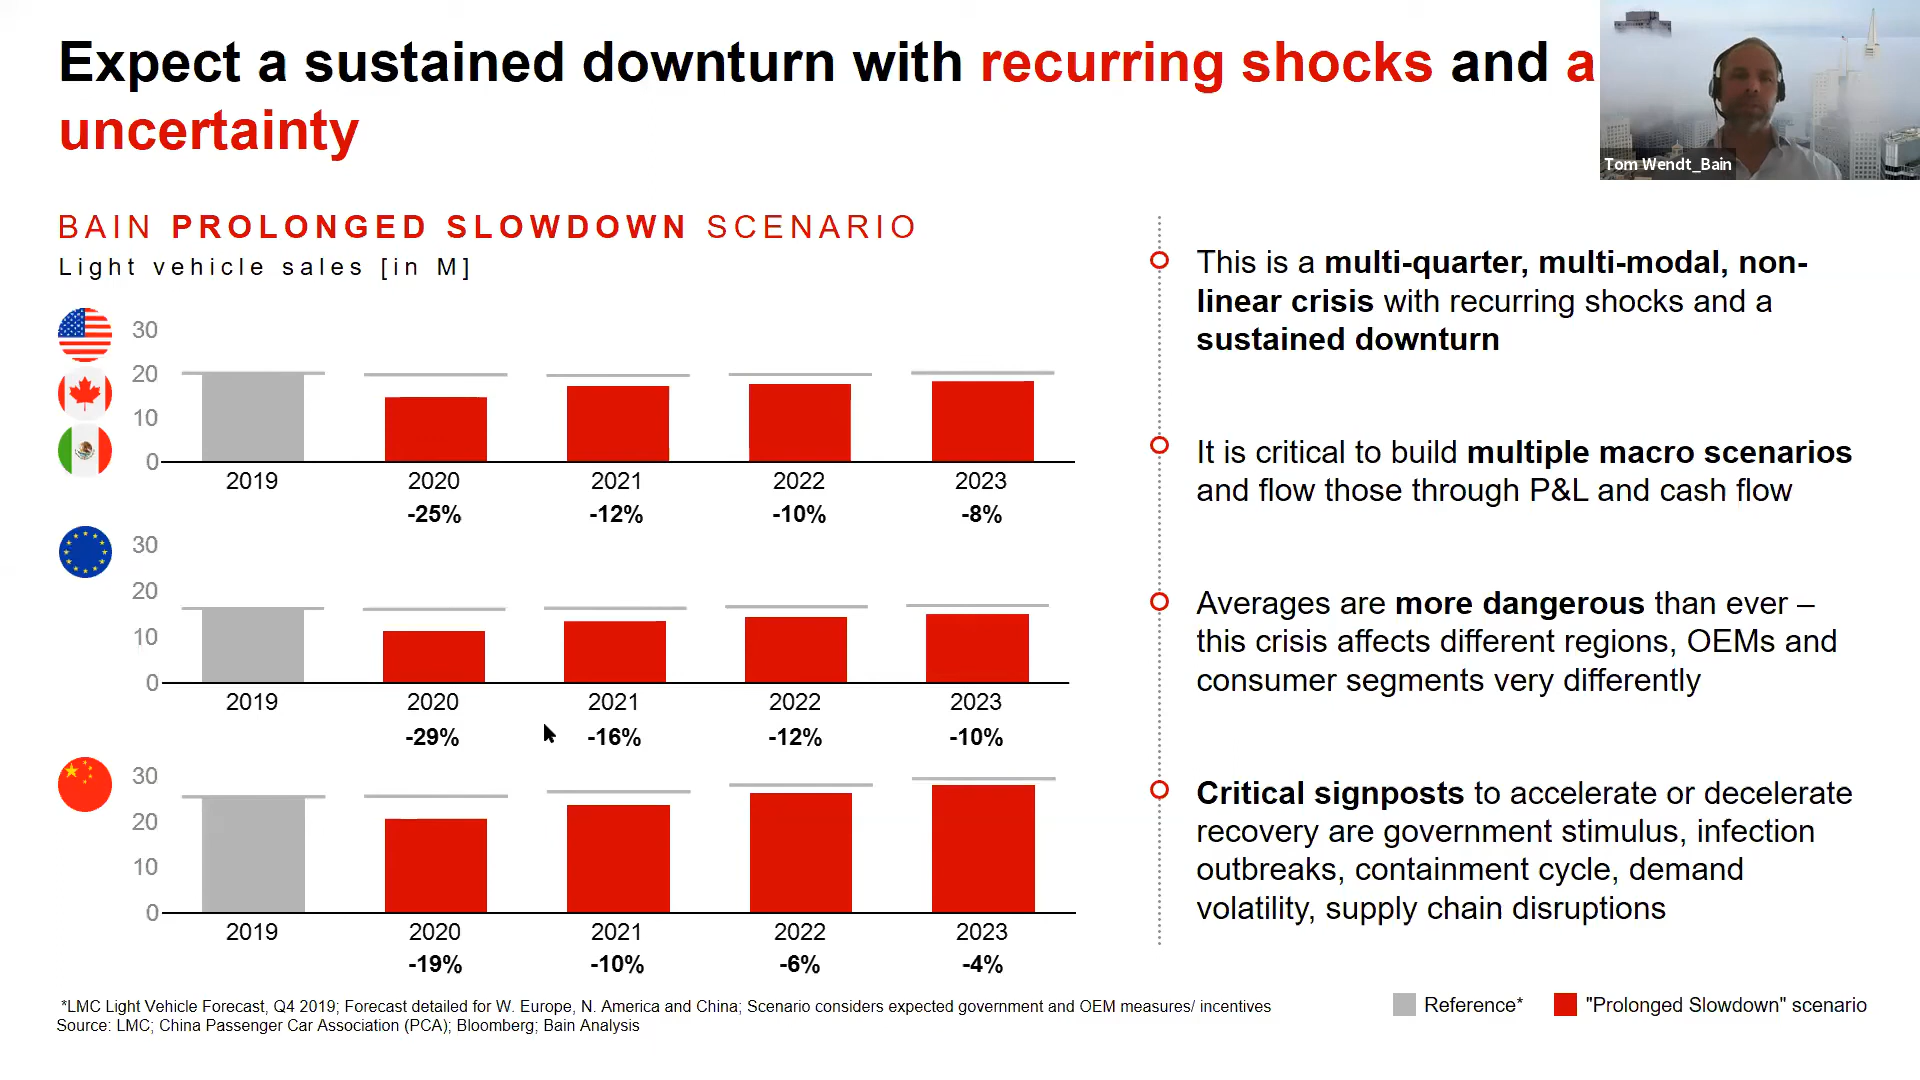 Expect a sustained downturn with recurring shocks and a
uncertainty
Tom Wendt_Bain
BAIN PROLONGED SLOWDOWN SCENARIO
Light vehicle sales [in M]
30
20
10
0
2019 2020 2021 2022 2023
-25% -12% -10% -8%
30
20
10
0
2019 2020 2021 2022 2023
-29% -16% -12% -10%
30
20
10
0
2019 2020 2021 2022 2023
-19% -10% -6% -4%
This is a multi-quarter, multi-modal, non-
linear crisis with recurring shocks and a
sustained downturn
It is critical to build multiple macro scenarios
and flow those through P&L and cash flow
Averages are more dangerous than ever –
this crisis affects different regions, OEMs and
consumer segments very differently
Critical signposts to accelerate or decelerate
recovery are government stimulus, infection
outbreaks, containment cycle, demand
volatility, supply chain disruptions
*LMC Light Vehicle Forecast, Q4 2019; Forecast detailed for W. Europe, N. America and China; Scenario considers expected government and OEM measures/ incentives
Source: LMC; China Passenger Car Association (PCA); Bloomberg; Bain Analysis
Reference*
"Prolonged Slowdown" scenario